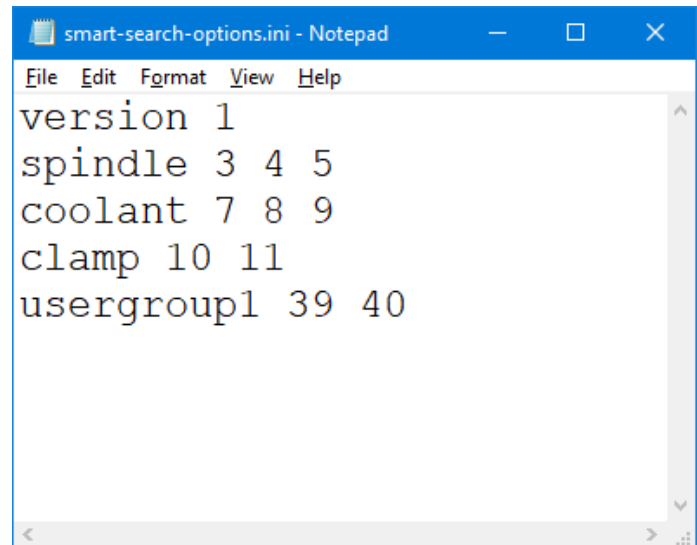 smart-search-options.ini - Notepad
File Edit Format View Help
version 1
spindle 3 4 5
coolant 7 8 9
clamp 10 11
usergroup1 39 40